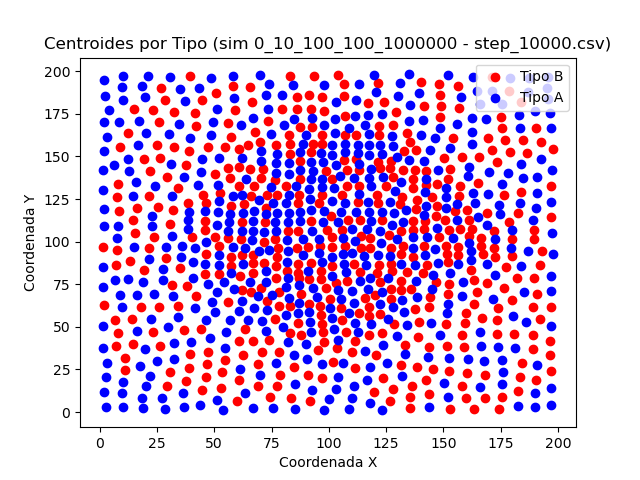 Centroides por Tipo (sim 0_10_100_100_1000000 - step_10000.csv)
Tipo B
Tipo A
Coordenada Y
200
175
150
125
100
75
50
25
0
0 25 50 75 100 125 150 175 200
Coordenada X